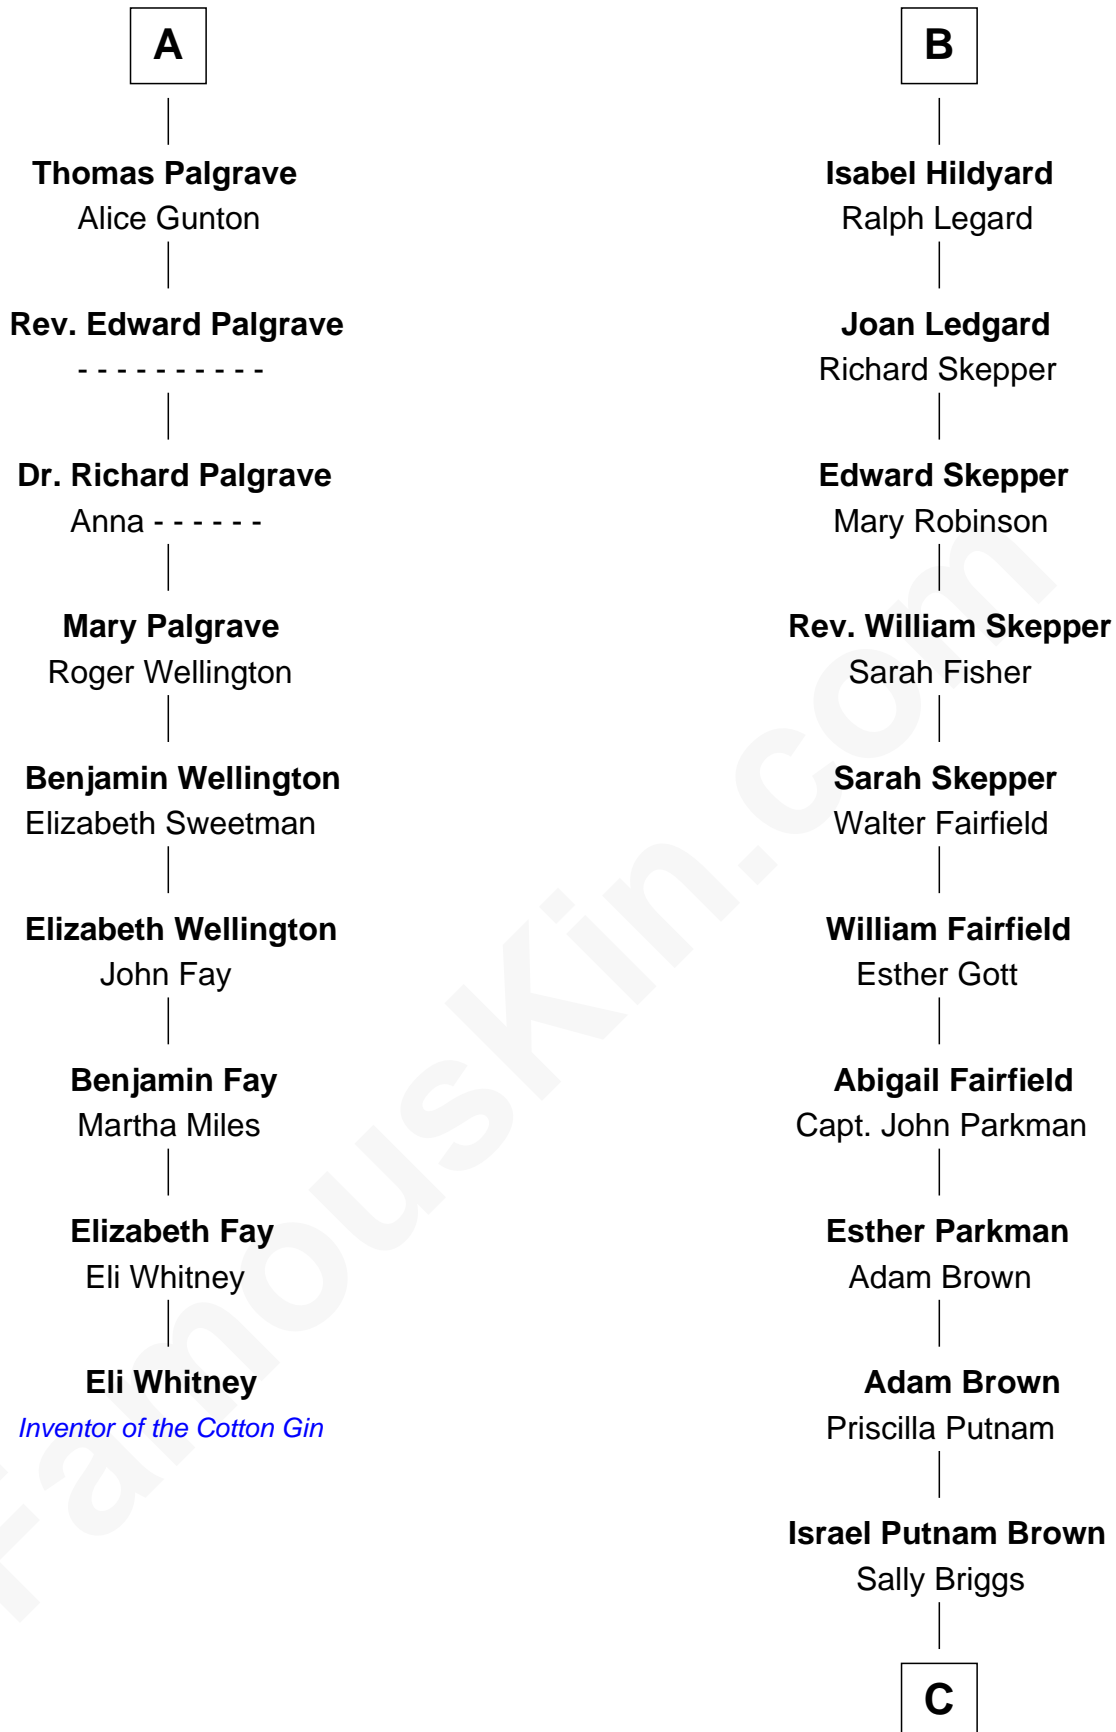 A
Thomas Palgrave
Alice Gunton
Rev. Edward Palgrave
- - - - - - - - - -
Dr. Richard Palgrave
Anna - - - - - -
Mary Palgrave
Roger Wellington
Benjamin Wellington
Elizabeth Sweetman
Elizabeth Wellington
John Fay
Benjamin Fay
Martha Miles
Elizabeth Fay
Eli Whitney
Eli Whitney
Inventor of the Cotton Gin
B
Isabel Hildyard
Ralph Legard
Joan Ledgard
Richard Skepper
Edward Skepper
Mary Robinson
Rev. William Skepper
Sarah Fisher
Sarah Skepper
Walter Fairfield
William Fairfield
Esther Gott
Abigail Fairfield
Capt. John Parkman
Esther Parkman
Adam Brown
Adam Brown
Priscilla Putnam
Israel Putnam Brown
Sally Briggs
C
FamousKin.com